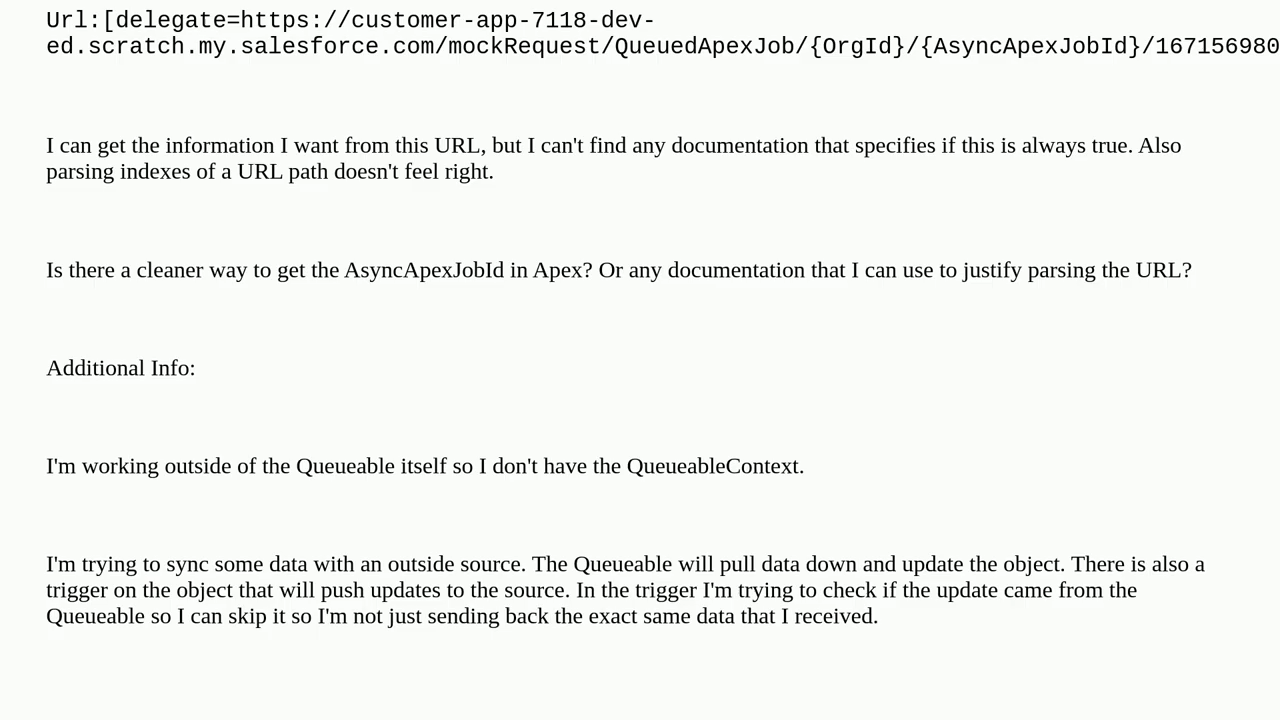 Url:[delegate=https://customer-app-7118-dev-
ed.scratch.my.salesforce.com/mockRequest/QueuedApexJob/{OrgId}/{AsyncApexJobId}/167156980
I can get the information I want from this URL, but I can't find any documentation that specifies if this is always true. Also
parsing indexes of a URL path doesn't feel right.
Is there a cleaner way to get the AsyncApexJobId in Apex? Or any documentation that I can use to justify parsing the URL?
Additional Info:
I'm working outside of the Queueable itself so I don't have the QueueableContext.
I'm trying to sync some data with an outside source. The Queueable will pull data down and update the object. There is also a
trigger on the object that will push updates to the source. In the trigger I'm trying to check if the update came from the
Queueable so I can skip it so I'm not just sending back the exact same data that I received.